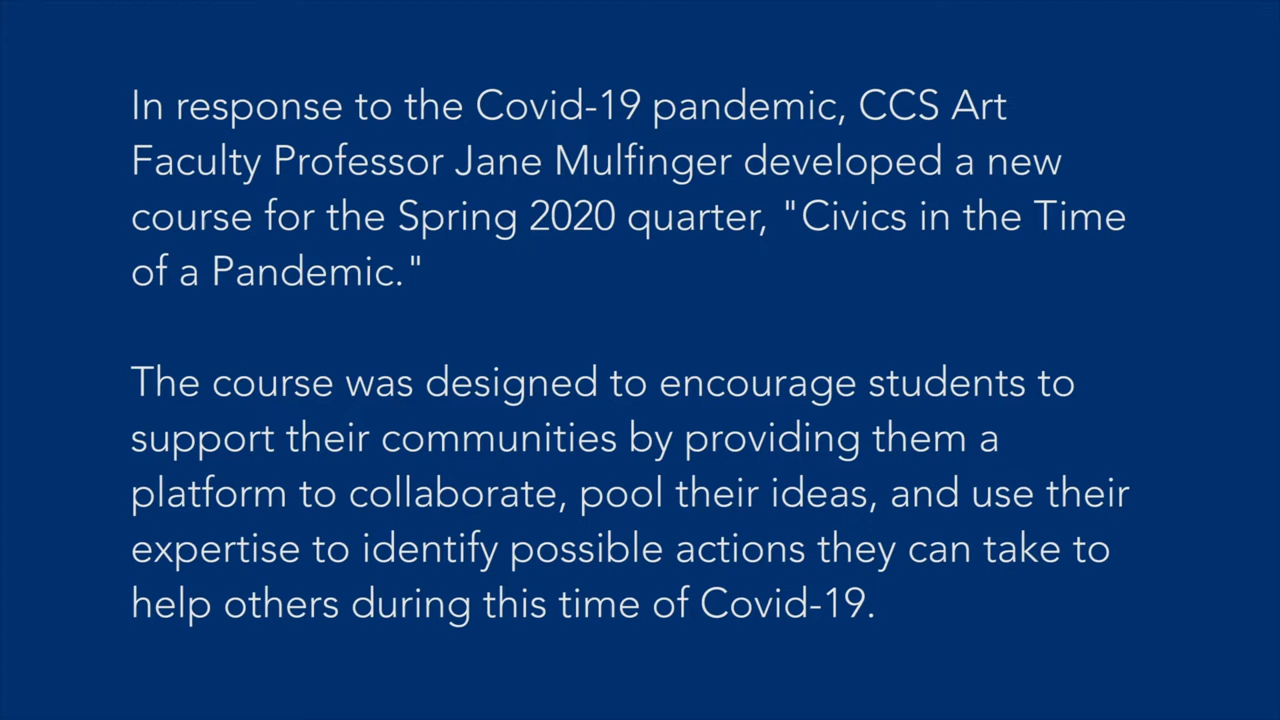 In response to the Covid-19 pandemic, CCS Art
Faculty Professor Jane Mulfinger developed a new
course for the Spring 2020 quarter, "Civics in the Time
of a Pandemic."
The course was designed to encourage students to
support their communities by providing them a
platform to collaborate, pool their ideas, and use their
expertise to identify possible actions they can take to
help others during this time of Covid-19.